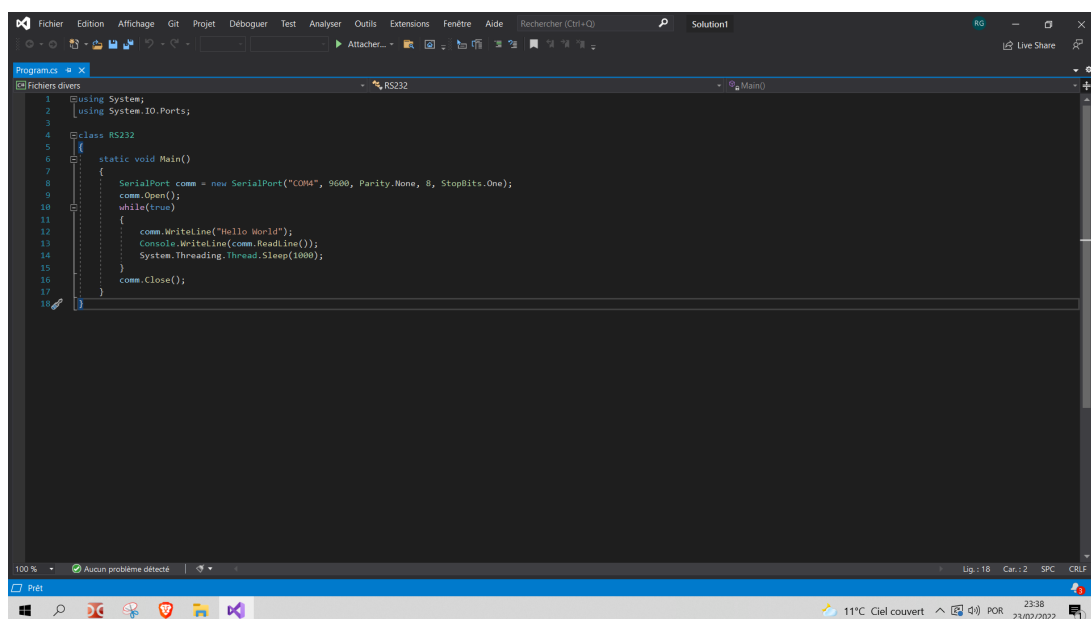 Fichier Edition Affichage Git Projet Déboguer Test Analyser Outils Extensions Fenêtre Aide Rechercher (Ctrl+Q) Solution1 RG
Attacher... Live Share
Program.cs
Fichiers divers RS232 Main()
1 using System;
2 using System.IO.Ports;
3
4 class RS232
5 {
6 static void Main()
7 {
8 SerialPort comm = new SerialPort("COM4", 9600, Parity.None, 8, StopBits.One);
9 comm.Open();
10 while(true)
11 {
12 comm.WriteLine("Hello World");
13 Console.WriteLine(comm.ReadLine());
14 System.Threading.Thread.Sleep(1000);
15 }
16 comm.Close();
17 }
18 }
100 % Aucun problème détecté Lig. : 18 Car. : 2 SPC CRLF
Prêt 3
11°C Ciel couvert POR 23:38
23/02/2022 1